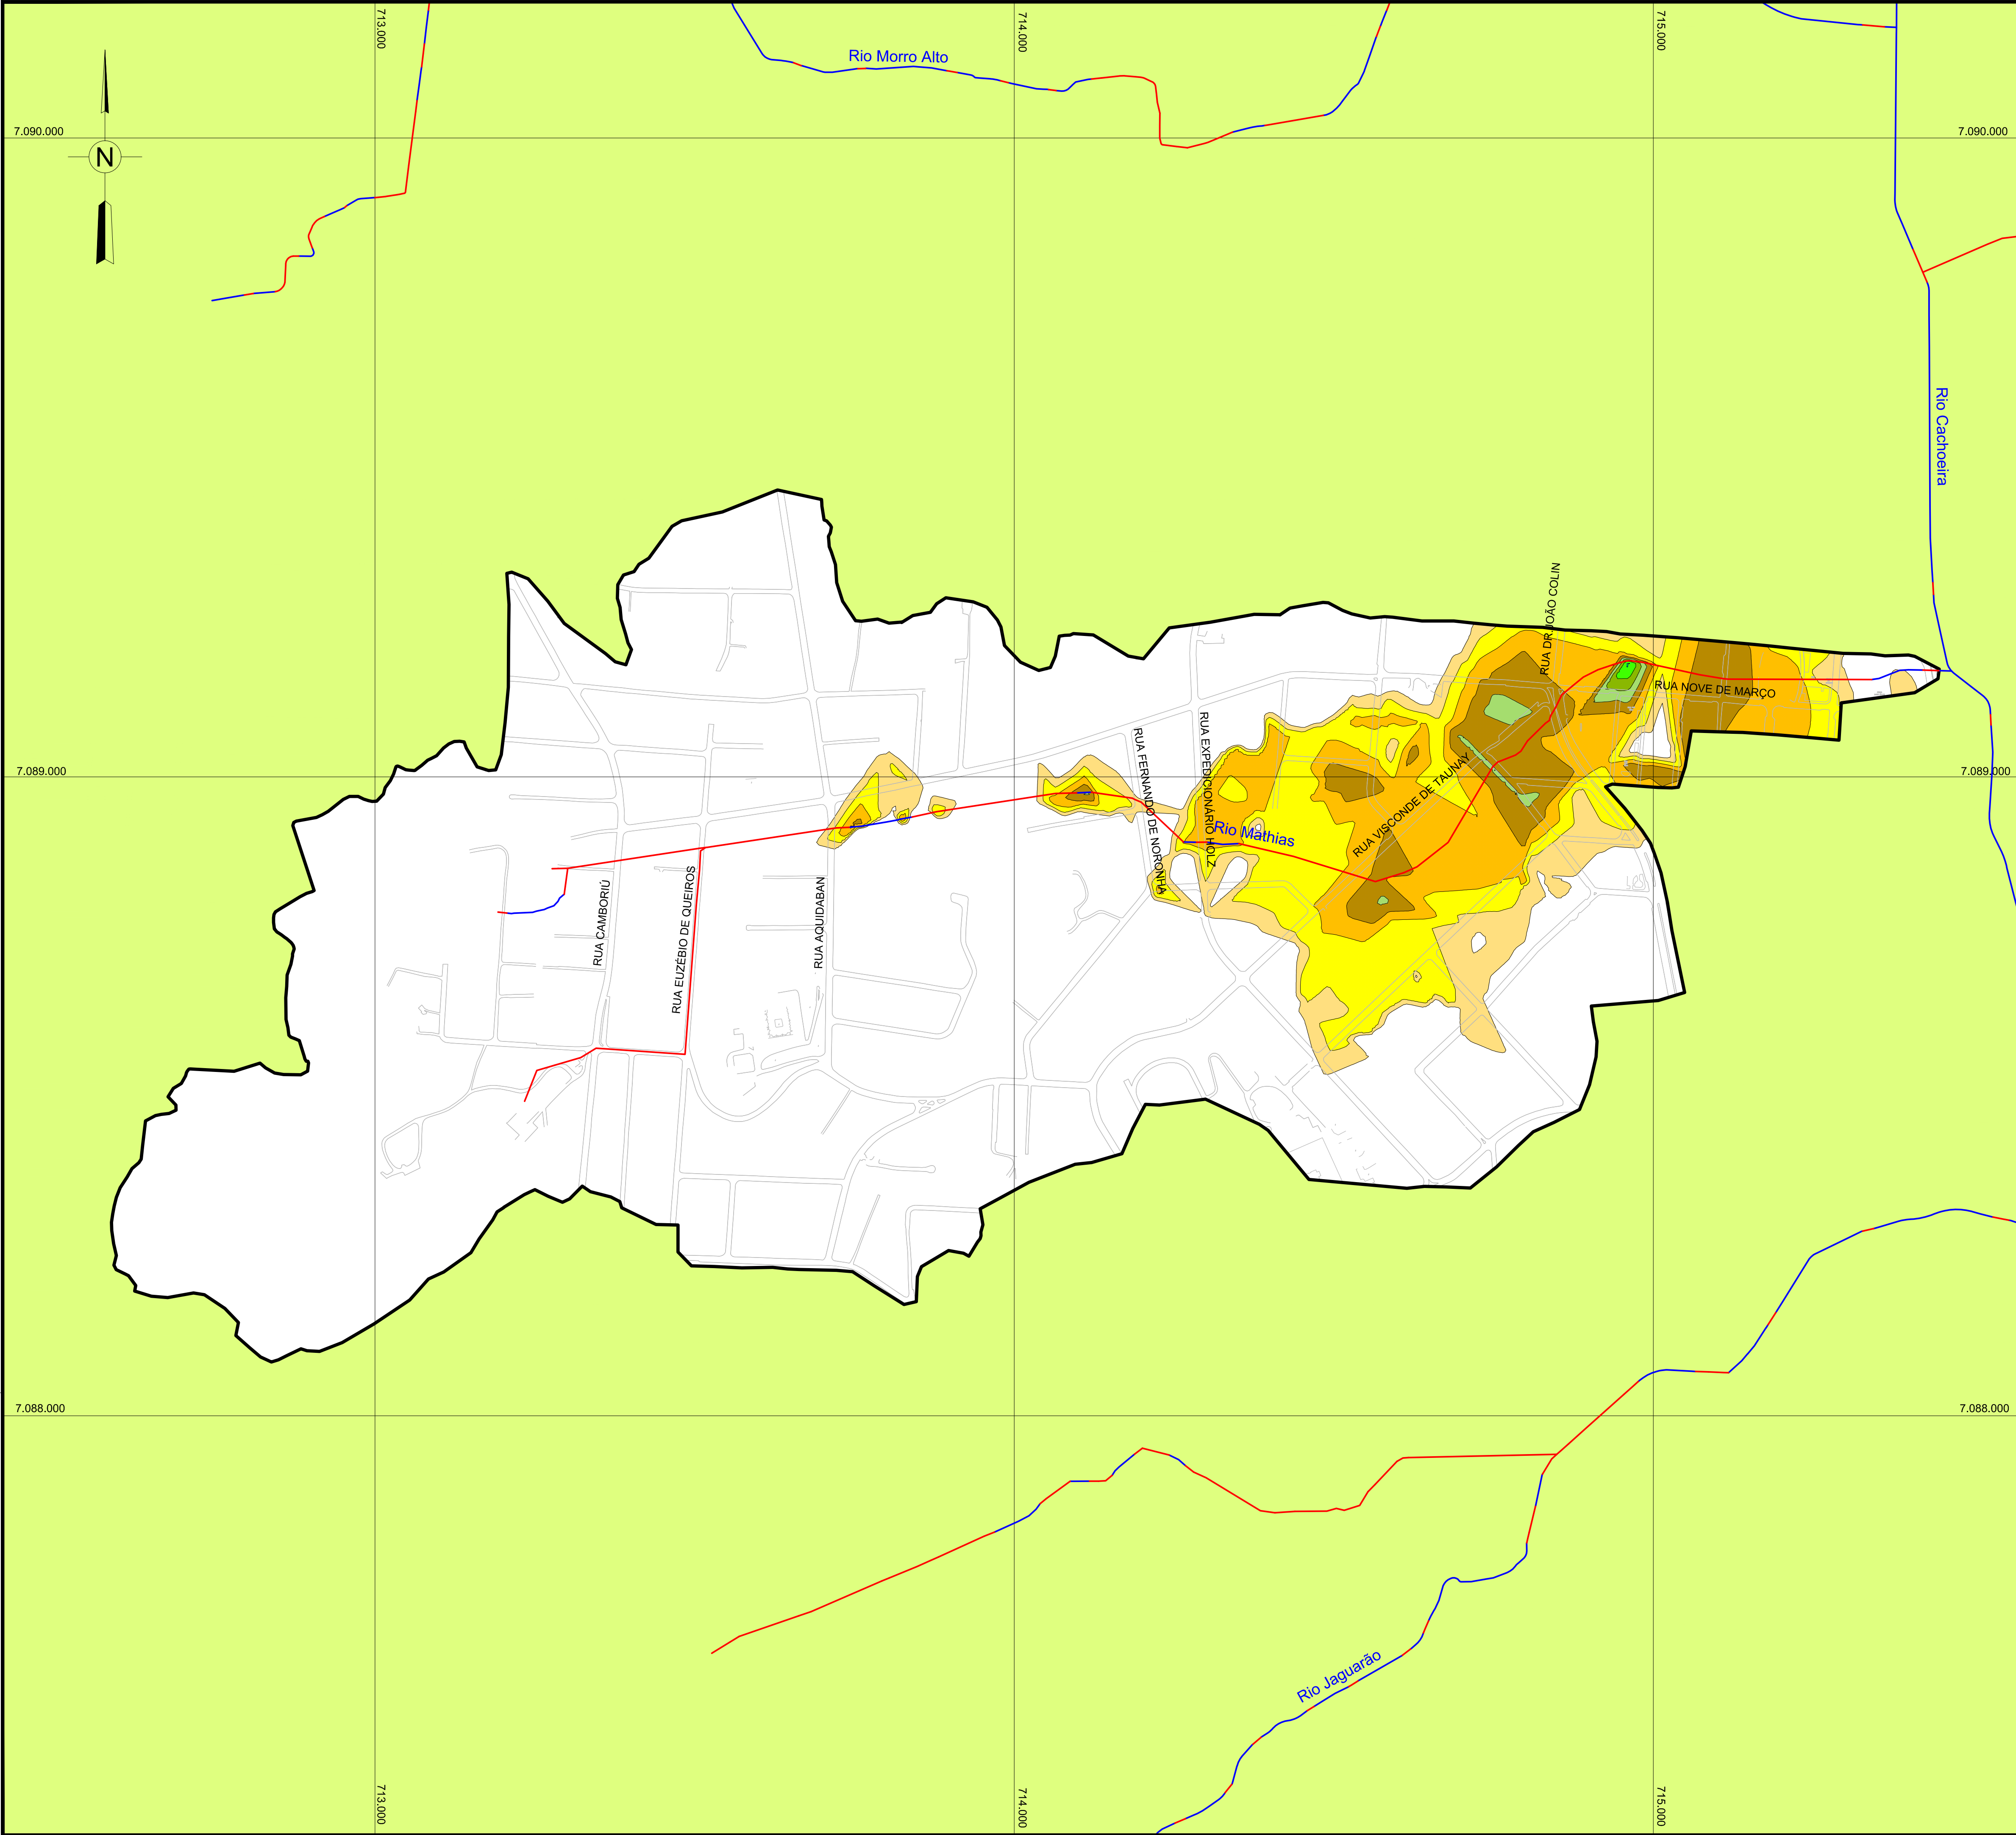 713.000
714.000
715.000
Rio Morro Alto
7.090.000
7.090.000
N
Rio Cachoeira
RUA DR.JOÃO COLIN
RUA NOVE DE MARÇO
7.089.000
7.089.000
RUA FERNANDO DE NORONHA
RUA EXPEDICIONÁRIO HOLZ
RUA VISCONDE DE TAUNAY
Rio Mathias
RUA CAMBORIÚ
RUA EUZÉBIO DE QUEIROS
RUA AQUIDABAN
7.088.000
7.088.000
Rio Jaguarão
713.000
714.000
715.000